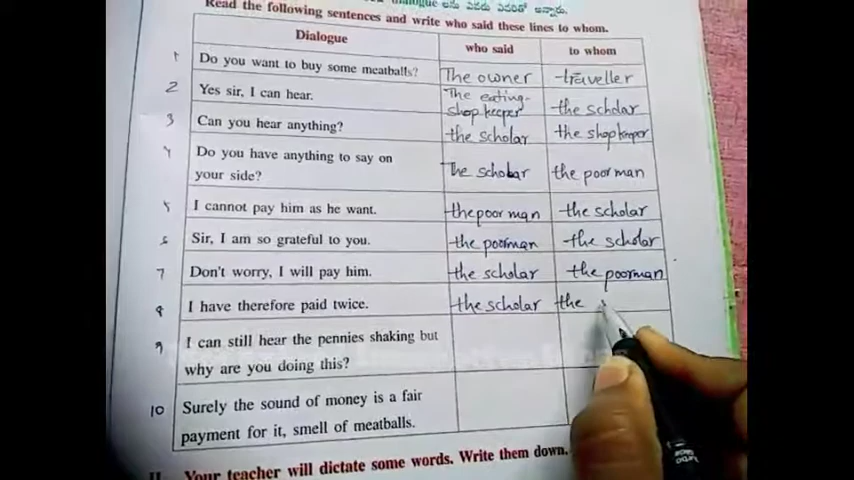 dialogue లను ఎవరు ఎవరితో అన్నారు.
Read the following sentences and write who said these lines to whom.
Dialogue who said to whom
1 Do you want to buy some meatballs? The owner -traveller
2 Yes sir, I can hear. The eating-
shop keeper -the scholar
3 Can you hear anything? the scholar the shopkeeper
4 Do you have anything to say on
your side? The scholar the poor man
5 I cannot pay him as he want. the poor man -the scholar
6 Sir, I am so grateful to you. -the poorman -the scholar
7 Don't worry, I will pay him. -the scholar the poorman
8 I have therefore paid twice. -the scholar the
9 I can still hear the pennies shaking but
why are you doing this?
10 Surely the sound of money is a fair
payment for it, smell of meatballs.
II. Your teacher will dictate some words. Write them down.